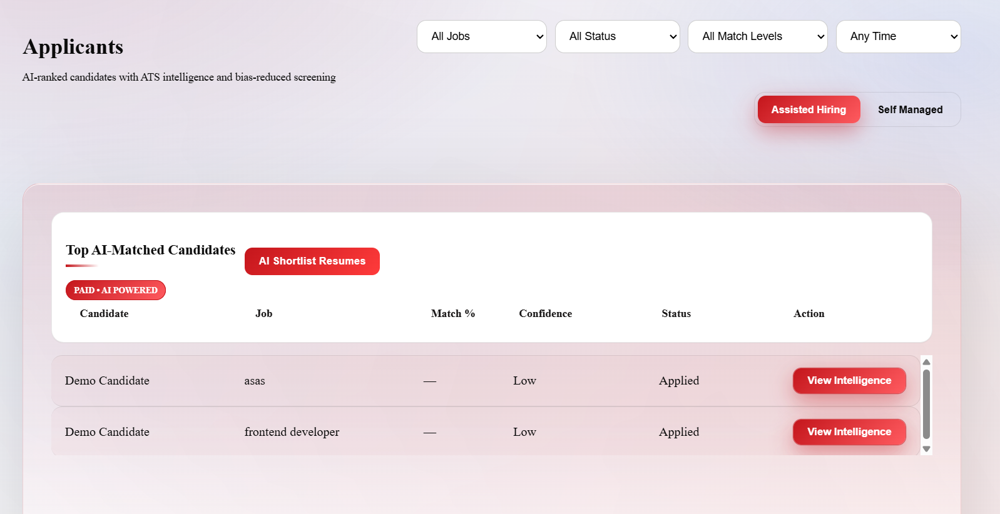 All Jobs All Status All Match Levels Any Time
Applicants
AI-ranked candidates with ATS intelligence and bias-reduced screening
Assisted Hiring Self Managed
Top AI-Matched Candidates AI Shortlist Resumes
PAID • AI POWERED
Candidate Job Match % Confidence Status Action
Demo Candidate asas — Low Applied View Intelligence
Demo Candidate frontend developer — Low Applied View Intelligence